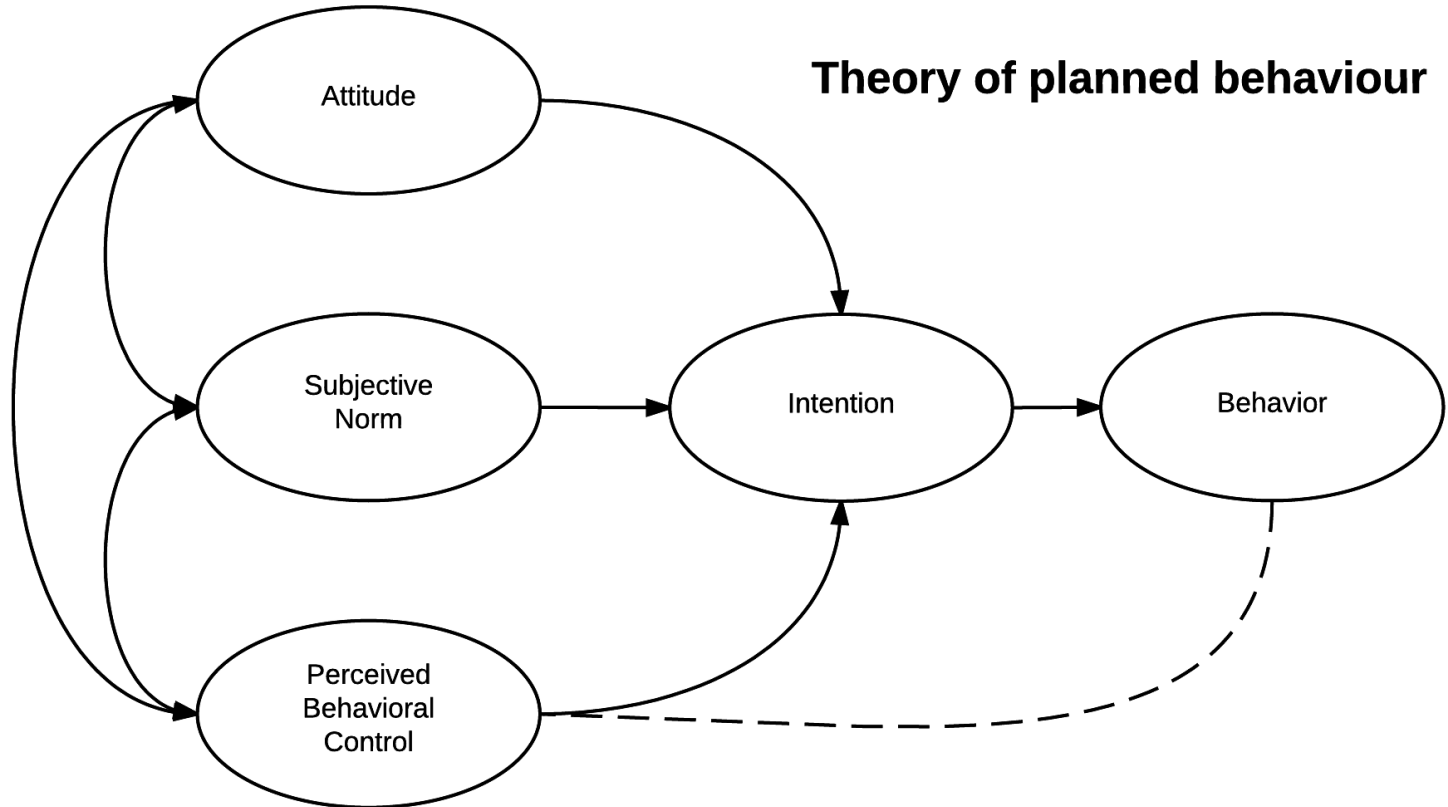 Theory of planned behaviour
Attitude
Subjective
Norm
Intention
Behavior
Perceived
Behavioral
Control